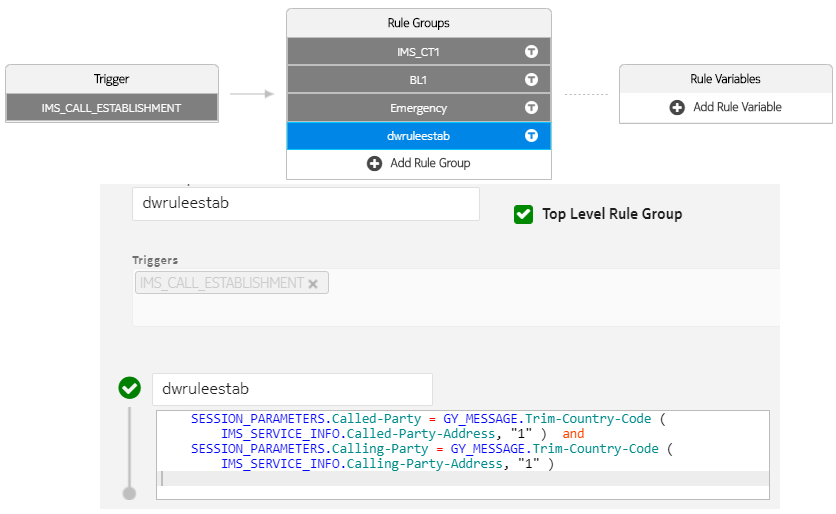 Rule Groups
IMS_CT1
Trigger
BL1
Rule Variables
IMS_CALL_ESTABLISHMENT
Emergency
Add Rule Variable
dwruleestab
Add Rule Group
dwruleestab
Top Level Rule Group
Triggers
IMS_CALL_ESTABLISHMENT
dwruleestab
SESSION_PARAMETERS.Called-Party = GY_MESSAGE.Trim-Country-Code (
IMS_SERVICE_INFO.Called-Party-Address, "1" ) and
SESSION_PARAMETERS.Calling-Party = GY_MESSAGE.Trim-Country-Code (
IMS_SERVICE_INFO.Calling-Party-Address, "1" )